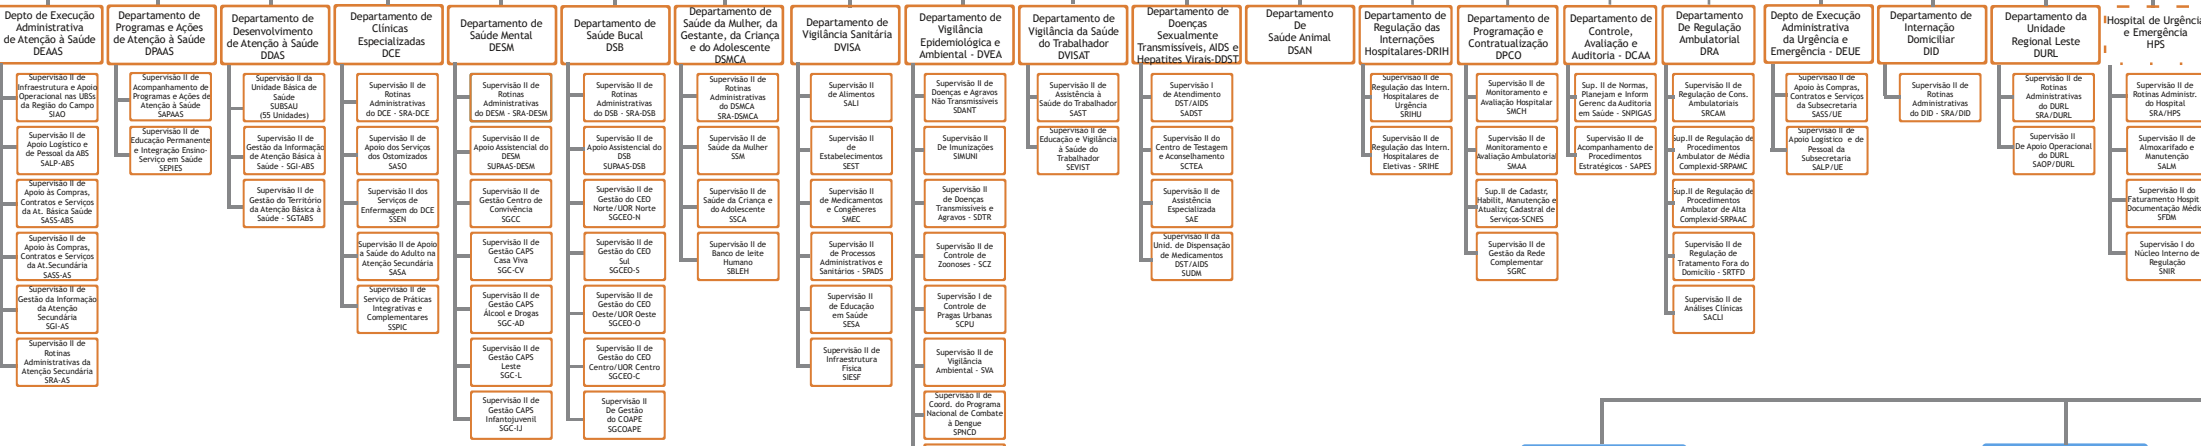 Depto de Execução
Administrativa
de Atenção à Saúde
DEAAS
Supervisão II de
Infraestrutura e Apoio
Operacional nas UBSs
da Região do Campo
SIAO
Supervisão II de
Apoio Logístico e
de Pessoal da ABS
SALP-ABS
Supervisão II de
Apoio às Compras,
Contratos e Serviços
da At. Básica Saúde
SASS-ABS
Supervisão II de
Apoio às Compras,
Contratos e Serviços
da At.Secundária
SASS-AS
Supervisão II de
Gestão da Informação
da Atenção
Secundária
SGI-AS
Supervisão II de
Rotinas
Administrativas da
Atenção Secundária
SRA-AS
Departamento de
Programas e Ações
de Atenção à Saúde
DPAAS
Supervisão II de
Acompanhamento de
Programas e Ações de
Atenção à Saúde
SAPAAS
Supervisão II de
Educação Permanente
e Integração Ensino-
Serviço em Saúde
SEPIES
Departamento de
Desenvolvimento
de Atenção à Saúde
DDAS
Supervisão II da
Unidade Básica de
Saúde
SUBSAU
(55 Unidades)
Supervisão II de
Gestão da Informação
de Atenção Básica à
Saúde - SGI-ABS
Supervisão II de
Gestão do Território
da Atenção Básica à
Saúde - SGTABS
Departamento de
Clínicas
Especializadas
DCE
Supervisão II de
Rotinas
Administrativas
do DCE - SRA-DCE
Supervisão II de
Apoio dos Serviços
dos Ostomizados
SASO
Supervisão II dos
Serviços de
Enfermagem do DCE
SSEN
Supervisão II de Apoio
a Saúde do Adulto na
Atenção Secundária
SASA
Supervisão II de
Serviço de Práticas
Integrativas e
Complementares
SSPIC
Departamento de
Saúde Mental
DESM
Supervisão II de
Rotinas
Administrativas
do DESM - SRA-DESM
Supervisão II de
Apoio Assistencial do
DESM
SUPAAS-DESM
Supervisão II de
Gestão Centro de
Convivência
SGCC
Supervisão II de
Gestão CAPS
Casa Viva
SGC-CV
Supervisão II de
Gestão CAPS
Álcool e Drogas
SGC-AD
Supervisão II de
Gestão CAPS
Leste
SGC-L
Supervisão II de
Gestão CAPS
Infantojuvenil
SGC-IJ
Departamento de
Saúde Bucal
DSB
Supervisão II de
Rotinas
Administrativas
do DSB - SRA-DSB
Supervisão II de
Apoio Assistencial do
DSB
SUPAAS-DSB
Supervisão II de
Gestão do CEO
Norte/UOR Norte
SGCEO-N
Supervisão II de
Gestão do CEO
Sul
SGCEO-S
Supervisão II de
Gestão do CEO
Oeste/UOR Oeste
SGCEO-O
Supervisão II de
Gestão do CEO
Centro/UOR Centro
SGCEO-C
Supervisão II
De Gestão
do COAPE
SGCOAPE
Departamento de
Saúde da Mulher, da
Gestante, da Criança
e do Adolescente
DSMCA
Supervisão II de
Rotinas
Administrativas
do DSMCA
SRA-DSMCA
Supervisão II de
Saúde da Mulher
SSM
Supervisão II de
Saúde da Criança e
do Adolescente
SSCA
Supervisão II de
Banco de leite
Humano
SBLEH
Departamento de
Vigilância Sanitária
DVISA
Supervisão II
de Alimentos
SALI
Supervisão II
de
Estabelecimentos
SEST
Supervisão II
de Medicamentos
e Congêneres
SMEC
Supervisão II
de Processos
Administrativos e
Sanitários - SPADS
Supervisão II
de Educação
em Saúde
SESA
Supervisão II de
Infraestrutura
Física
SIESF
Departamento de
Vigilância
Epidemiológica e
Ambiental - DVEA
Supervisão II de
Doenças e Agravos
Não Transmissíveis
SDANT
Supervisão II
De Imunizações
SIMUNI
Supervisão II
de Doenças
Transmissíveis e
Agravos - SDTR
Supervisão II de
Controle de
Zoonoses - SCZ
Supervisão I de
Controle de
Pragas Urbanas
SCPU
Supervisão II de
Vigilância
Ambiental - SVA
Supervisão II de
Coord. do Programa
Nacional de Combate
à Dengue
SPNCD
Departamento de
Vigilância da Saúde
do Trabalhador
DVISAT
Supervisão II de
Assistência à
Saúde do Trabalhador
SAST
Supervisão II de
Educação e Vigilância
à Saúde do
Trabalhador
SEVIST
Departamento de
Doenças
Sexualmente
Transmissíveis, AIDS e
Hepatites Virais-DDST
Supervisão I
de Atendimento
DST/AIDS
SADST
Supervisão II do
Centro de Testagem
e Aconselhamento
SCTEA
Supervisão II de
Assistência
Especializada
SAE
Supervisão II da
Unid. de Dispensação
de Medicamentos
DST/AIDS
SUDM
Departamento
De
Saúde Animal
DSAN
Departamento de
Regulação das
Internações
Hospitalares-DRIH
Supervisão II de
Regulação das Intern.
Hospitalares de
Urgência
SRIHU
Supervisão II de
Regulação das Intern.
Hospitalares de
Eletivas - SRIHE
Departamento de
Programação e
Contratualização
DPCO
Supervisão II de
Monitoramento e
Avaliação Hospitalar
SMCH
Supervisão II de
Monitoramento e
Avaliação Ambulatorial
SMAA
Sup.II de Cadastr,
Habilit, Manutenção e
Atualizç Cadastral de
Serviços-SCNES
Supervisão II de
Gestão da Rede
Complementar
SGRC
Departamento de
Controle,
Avaliação e
Auditoria - DCAA
Sup. II de Normas,
Planejam e Inform
Gerenc da Auditoria
em Saúde - SNPIGAS
Supervisão II de
Acompanhamento de
Procedimentos
Estratégicos - SAPES
Departamento
De Regulação
Ambulatorial
DRA
Supervisão II de
Regulação de Cons.
Ambulatoriais
SRCAM
Sup.II de Regulação de
Procedimentos
Ambulator de Média
Complexid-SRPAMC
Sup.II de Regulação de
Procedimentos
Ambulator de Alta
Complexid-SRPAAC
Supervisão II de
Regulação de
Tratamento Fora do
Domicílio - SRTFD
Supervisão II de
Análises Clínicas
SACLI
Depto de Execução
Administrativa
da Urgência e
Emergência - DEUE
Supervisão II de
Apoio às Compras,
Contratos e Serviços
da Subsecretaria
SASS/UE
Supervisão II de
Apoio Logístico e de
Pessoal da
Subsecretaria
SALP/UE
Departamento de
Internação
Domiciliar
DID
Supervisão II de
Rotinas
Administrativas
do DID - SRA/DID
Departamento da
Unidade
Regional Leste
DURL
Supervisão II de
Rotinas
Administrativas
do DURL
SRA/DURL
Supervisão II
De Apoio Operacional
do DURL
SAOP/DURL
Hospital de Urgência
e Emergência
HPS
Supervisão II de
Rotinas Administr.
do Hospital
SRA/HPS
Supervisão II de
Almoxarifado e
Manutenção
SALM
Supervisão II do
Faturamento Hospit
Documentação Médic
SFDM
Supervisão I do
Núcleo Interno de
Regulação
SNIR